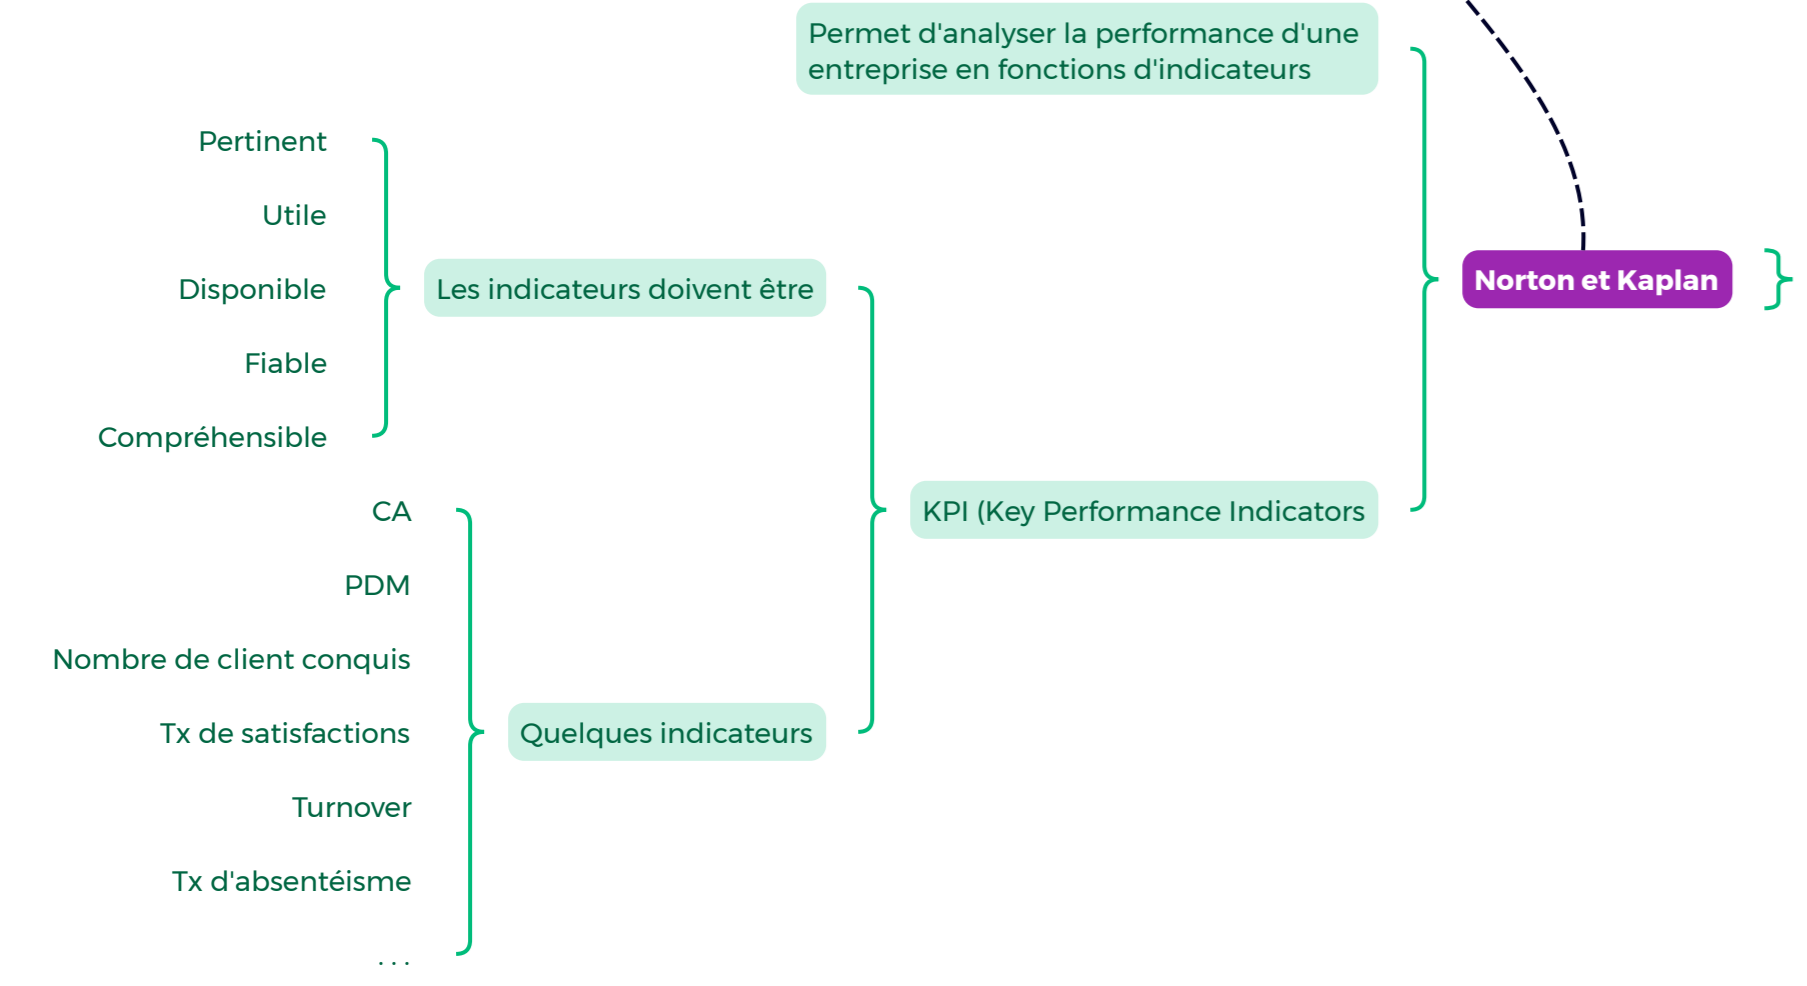 Permet d'analyser la performance d'une
entreprise en fonctions d'indicateurs
Pertinent
Utile
Disponible
Fiable
Compréhensible
Les indicateurs doivent être
Norton et Kaplan
CA
PDM
Nombre de client conquis
Tx de satisfactions
Turnover
Tx d'absentéisme
...
Quelques indicateurs
KPI (Key Performance Indicators